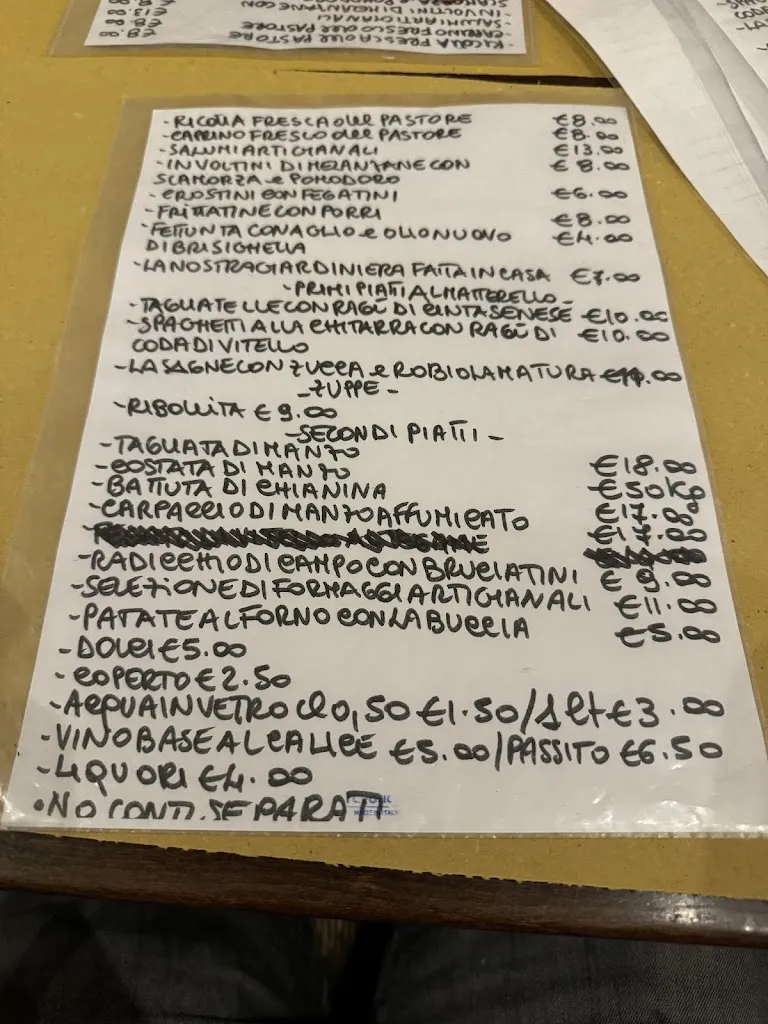 -RICOTTA FRESCA DEL PASTORE €8.00
-CAPRINO FRESCO DEL PASTORE €8.00
-SALUMI ARTIGIANALI €13.00
-INVOLTINI DI MELANZANE CON €8.00
SCAMORZA e POMODORO
-CROSTINI CON FEGATINI €6.00
-FRITTATINE CON PORRI €8.00
-FETTUNTA CON AGLIO e OLIO NUOVO €4.00
DI BRISIGHELLA
-LA NOSTRA GIARDINIERA FATTA IN CASA €7.00
-PRIMI PIATTI AL MATTERELLO-
-TAGLIATELLE CON RAGÙ DI CINTA SENESE €10.00
-SPAGHETTI ALLA CHITARRA CON RAGÙ DI €10.00
CODA DI VITELLO
-LASAGNE CON ZUCCA e ROBIOLA MATURA
-ZUPPE-
-RIBOLLITA €9.00
-SECONDI PIATTI-
-TAGLIATA DI MANZO €18.00
-COSTATA DI MANZO €50Kg
-BATTUTA DI CHIANINA €17.00
-CARPACCIO DI MANZO AFFUMICATO €17.00
-RADICCHIO DI CAMPO CON BRUCIATINI €9.00
-SELEZIONE DI FORMAGGI ARTIGIANALI €11.00
-PATATE AL FORNO CON LA BUCCIA €5.00
-DOLCI €5.00
-COPERTO €2.50
-ACQUA IN VETRO Cl 0,50 €1.50/1 lt €3.00
-VINO BASE AL CALICE €5.00/PASSITO €6.50
-LIQUORI €4.00
•NO CONTI SEPARATI
MADE IN ITALY